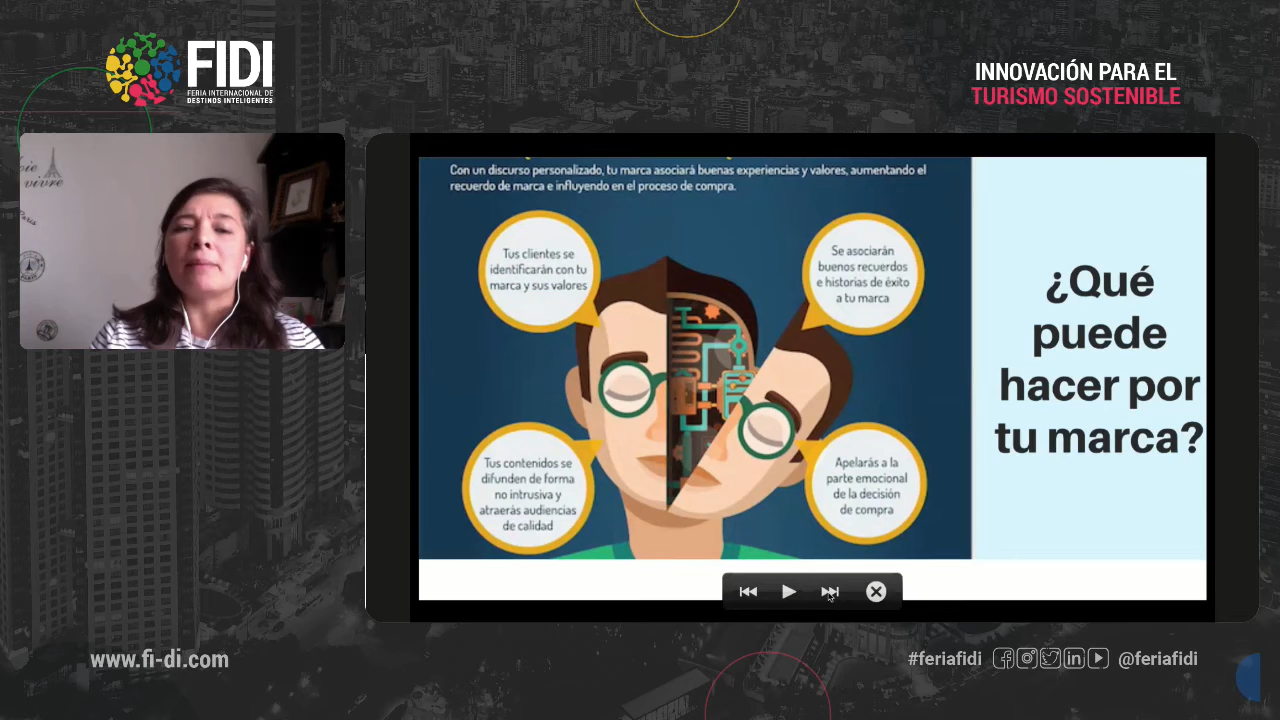 FIDI
FERIA INTERNACIONAL DE
DESTINOS INTELIGENTES
INNOVACIÓN PARA EL
TURISMO SOSTENIBLE
vivre
Paris
Con un discurso personalizado, tu marca asociará buenas experiencias y valores, aumentando el
recuerdo de marca e influyendo en el proceso de compra.
Tus clientes se
identificarán con tu
marca y sus valores
Se asociarán
buenos recuerdos
e historias de éxito
a tu marca
Tus contenidos se
difunden de forma
no intrusiva y
atraerás audiencias
de calidad
Apelarás a la
parte emocional
de la decisión
de compra
¿Qué
puede
hacer por
tu marca?
www.fi-di.com
#feriafidi
@feriafidi